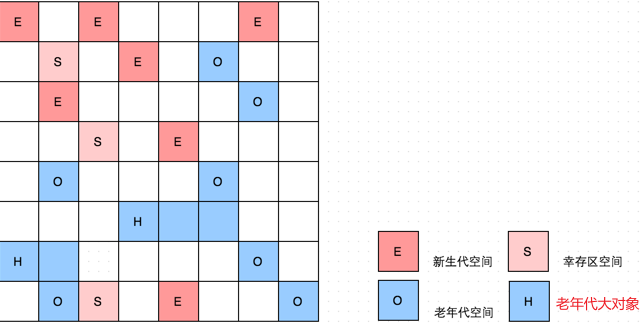 E E E
S E O
E O
S E
O O
H
H O
O S E O
E 新生代空间 S 幸存区空间
O 老年代空间 H 老年代大对象